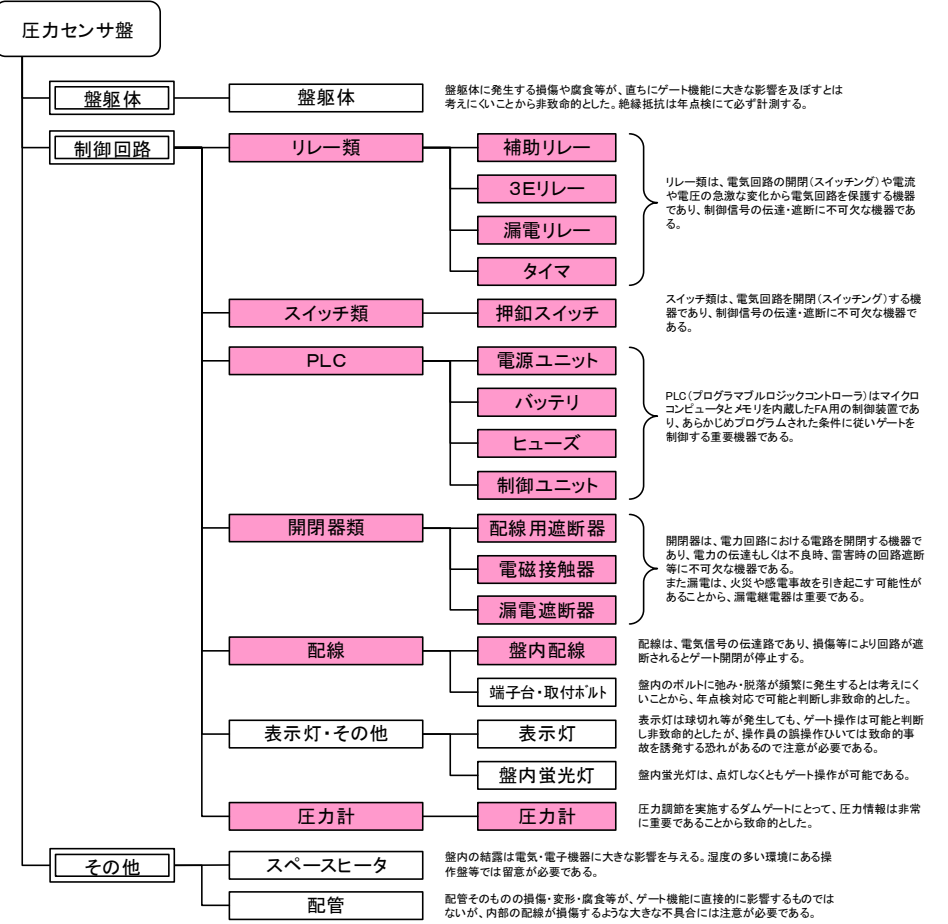 圧力センサ盤
盤躯体
盤躯体
盤躯体に発生する損傷や腐食等が、直ちにゲート機能に大きな影響を及ぼすとは
考えにくいことから非致命的とした。絶縁抵抗は年点検にて必ず計測する。
制御回路
リレー類
補助リレー
3Eリレー
漏電リレー
タイマ
リレー類は、電気回路の開閉(スイッチング)や電流
や電圧の急激な変化から電気回路を保護する機器
であり、制御信号の伝達・遮断に不可欠な機器であ
る。
スイッチ類
押釦スイッチ
スイッチ類は、電気回路を開閉(スイッチング)する機
器であり、制御信号の伝達・遮断に不可欠な機器で
ある。
PLC
電源ユニット
バッテリ
ヒューズ
制御ユニット
PLC(プログラマブルロジックコントローラ)はマイクロ
コンピュータとメモリを内蔵したFA用の制御装置であ
り、あらかじめプログラムされた条件に従いゲートを
制御する重要機器である。
開閉器類
配線用遮断器
電磁接触器
漏電遮断器
開閉器は、電力回路における電路を開閉する機器で
あり、電力の伝達もしくは不良時、雷害時の回路遮断
等に不可欠な機器である。
また漏電は、火災や感電事故を引き起こす可能性が
あることから、漏電継電器は重要である。
配線
盤内配線
配線は、電気信号の伝達路であり、損傷等により回路が遮
断されるとゲート開閉が停止する。
端子台・取付ボルト
盤内のボルトに弛み・脱落が頻繁に発生するとは考えにく
いことから、年点検対応で可能と判断し非致命的とした。
表示灯・その他
表示灯
表示灯は球切れ等が発生しても、ゲート操作は可能と判断
し非致命的としたが、操作員の誤操作ひいては致命的事
故を誘発する恐れがあるので注意が必要である。
盤内蛍光灯
盤内蛍光灯は、点灯しなくともゲート操作が可能である。
圧力計
圧力計
圧力調節を実施するダムゲートにとって、圧力情報は非常
に重要であることから致命的とした。
その他
スペースヒータ
盤内の結露は電気・電子機器に大きな影響を与える。湿度の多い環境にある操
作盤等では留意が必要である。
配管
配管そのものの損傷・変形・腐食等が、ゲート機能に直接的に影響するものでは
ないが、内部の配線が損傷するような大きな不具合には注意が必要である。